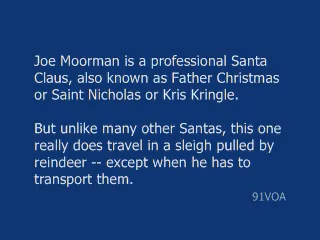 Joe Moorman is a professional Santa
Claus, also known as Father Christmas
or Saint Nicholas or Kris Kringle.
But unlike many other Santas, this one
really does travel in a sleigh pulled by
reindeer -- except when he has to
transport them.
91VOA